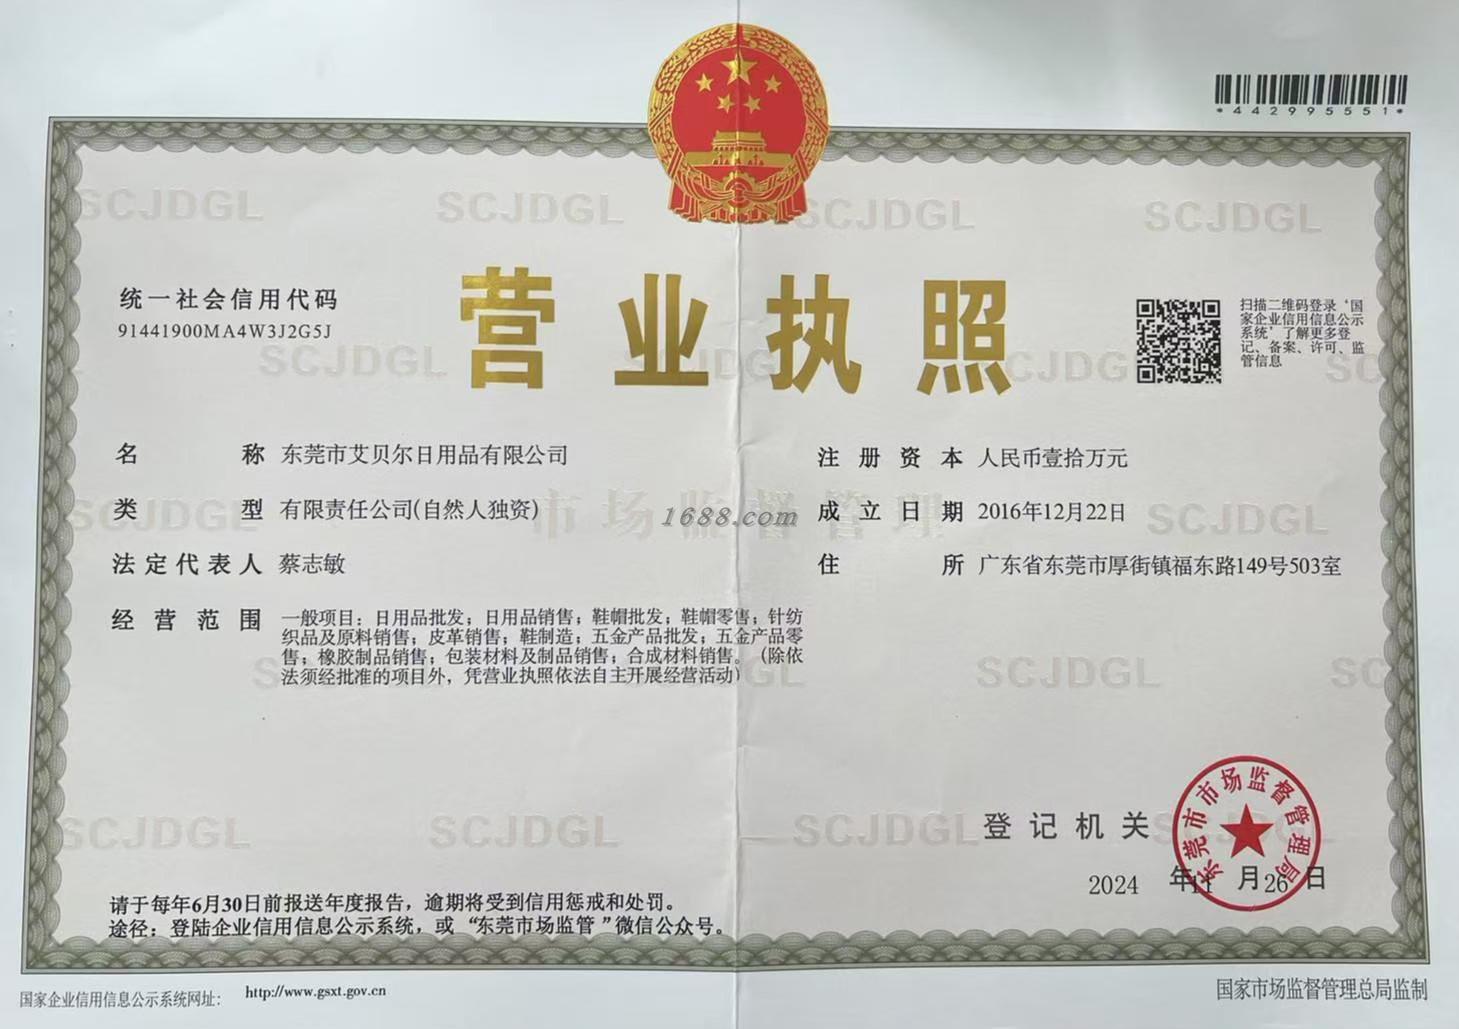 *442995551*
统一社会信用代码
91441900MA4W3J2G5J
营业执照
扫描二维码登录‘国
家企业信用信息公示
系统’了解更多登
记、备案、许可、监
管信息
名称 东莞市艾贝尔日用品有限公司
类型 有限责任公司(自然人独资)
法定代表人 蔡志敏
经营范围 一般项目：日用品批发；日用品销售；鞋帽批发；鞋帽零售；针纺
织品及原料销售；皮革销售；鞋制造；五金产品批发；五金产品零
售；橡胶制品销售；包装材料及制品销售；合成材料销售。(除依
法须经批准的项目外，凭营业执照依法自主开展经营活动)
注册资本 人民币壹拾万元
成立日期 2016年12月22日
住所 广东省东莞市厚街镇福东路149号503室
市场监督管理
1688.com
SCJDGL SCJDGL SCJDGL SCJDGL
登记机关
东莞市市场监督管理局
2024 年11 月26日
请于每年6月30日前报送年度报告，逾期将受到信用惩戒和处罚。
途径：登陆企业信用信息公示系统，或“东莞市场监管”微信公众号。
国家企业信用信息公示系统网址： http://www.gsxt.gov.cn
国家市场监督管理总局监制